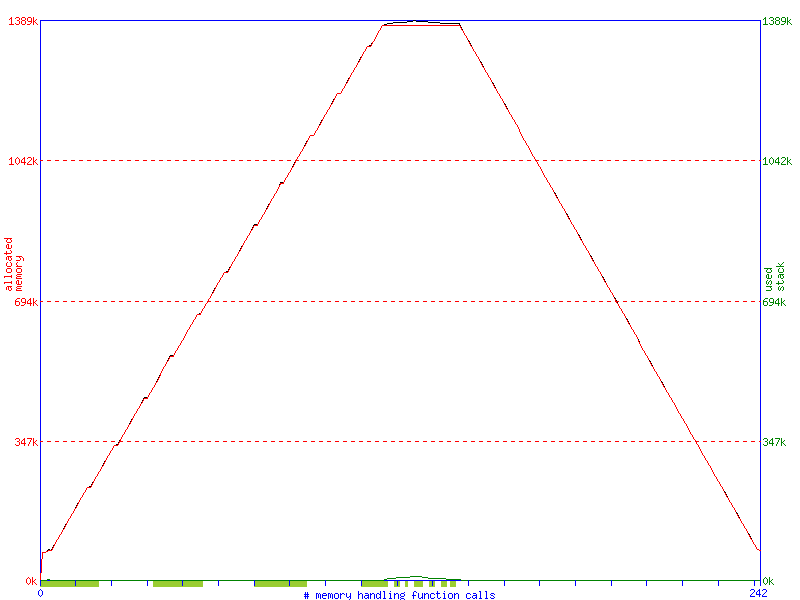 1389k 1389k
1042k 1042k
allocated
memory
used
stack
694k 694k
347k 347k
0k 0k
0 # memory handling function calls 242